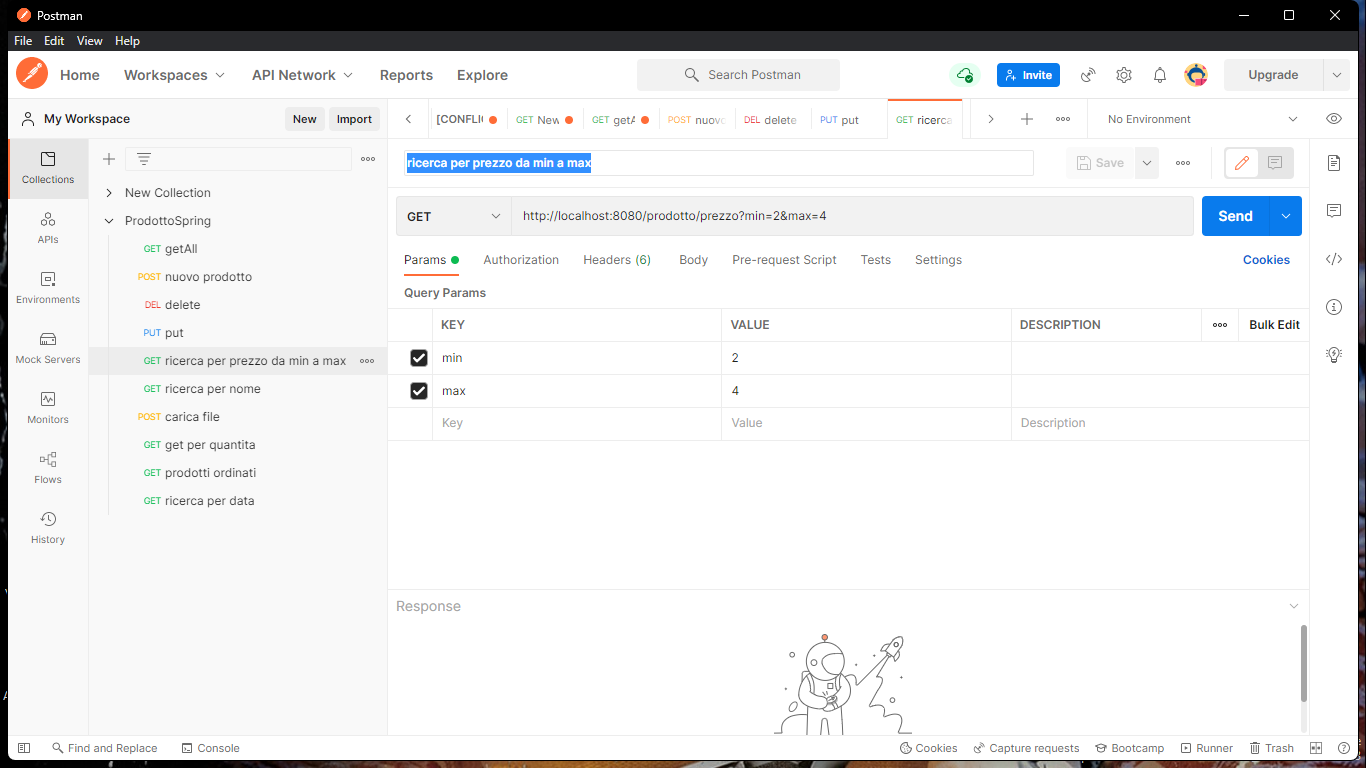 Postman
File Edit View Help
Home Workspaces API Network Reports Explore Search Postman Invite Upgrade
My Workspace New Import
[CONFLIC GET New GET getA POST nuovo DEL delete PUT put GET ricerca No Environment
Collections
APIs
Environments
Mock Servers
Monitors
Flows
History
New Collection
ProdottoSpring
GET getAll
POST nuovo prodotto
DEL delete
PUT put
GET ricerca per prezzo da min a max
GET ricerca per nome
POST carica file
GET get per quantita
GET prodotti ordinati
GET ricerca per data
ricerca per prezzo da min a max Save
GET http://localhost:8080/prodotto/prezzo?min=2&max=4 Send
Params Authorization Headers (6) Body Pre-request Script Tests Settings Cookies
Query Params
KEY VALUE DESCRIPTION Bulk Edit
min 2
max 4
Key Value Description
Response
Find and Replace Console Cookies Capture requests Bootcamp Runner Trash